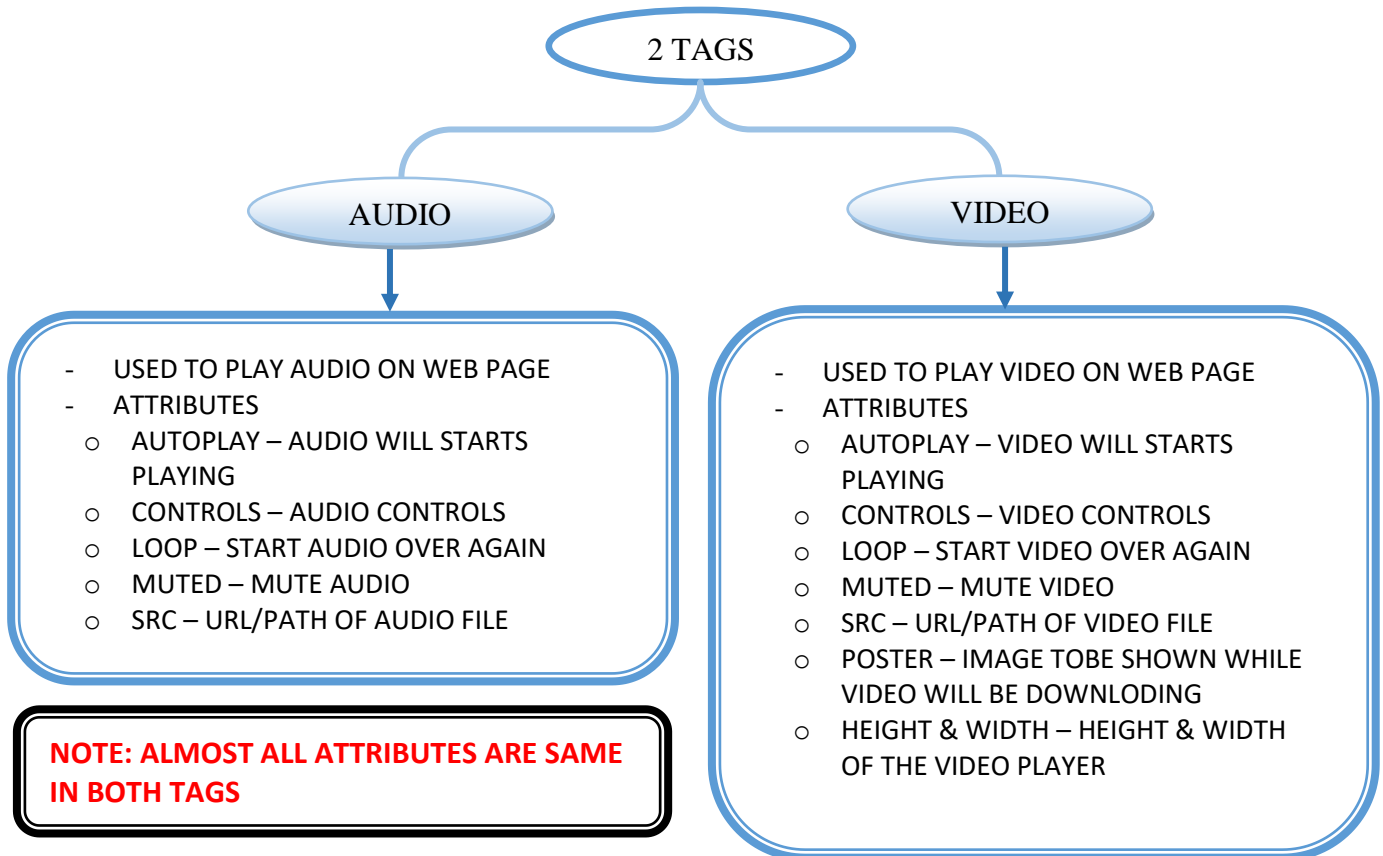 2 TAGS
AUDIO
VIDEO
- USED TO PLAY AUDIO ON WEB PAGE
- ATTRIBUTES
o AUTOPLAY – AUDIO WILL STARTS
PLAYING
o CONTROLS – AUDIO CONTROLS
o LOOP – START AUDIO OVER AGAIN
o MUTED – MUTE AUDIO
o SRC – URL/PATH OF AUDIO FILE
NOTE: ALMOST ALL ATTRIBUTES ARE SAME
IN BOTH TAGS
- USED TO PLAY VIDEO ON WEB PAGE
- ATTRIBUTES
o AUTOPLAY – VIDEO WILL STARTS
PLAYING
o CONTROLS – VIDEO CONTROLS
o LOOP – START VIDEO OVER AGAIN
o MUTED – MUTE VIDEO
o SRC – URL/PATH OF VIDEO FILE
o POSTER – IMAGE TOBE SHOWN WHILE
VIDEO WILL BE DOWNLODING
o HEIGHT & WIDTH – HEIGHT & WIDTH
OF THE VIDEO PLAYER